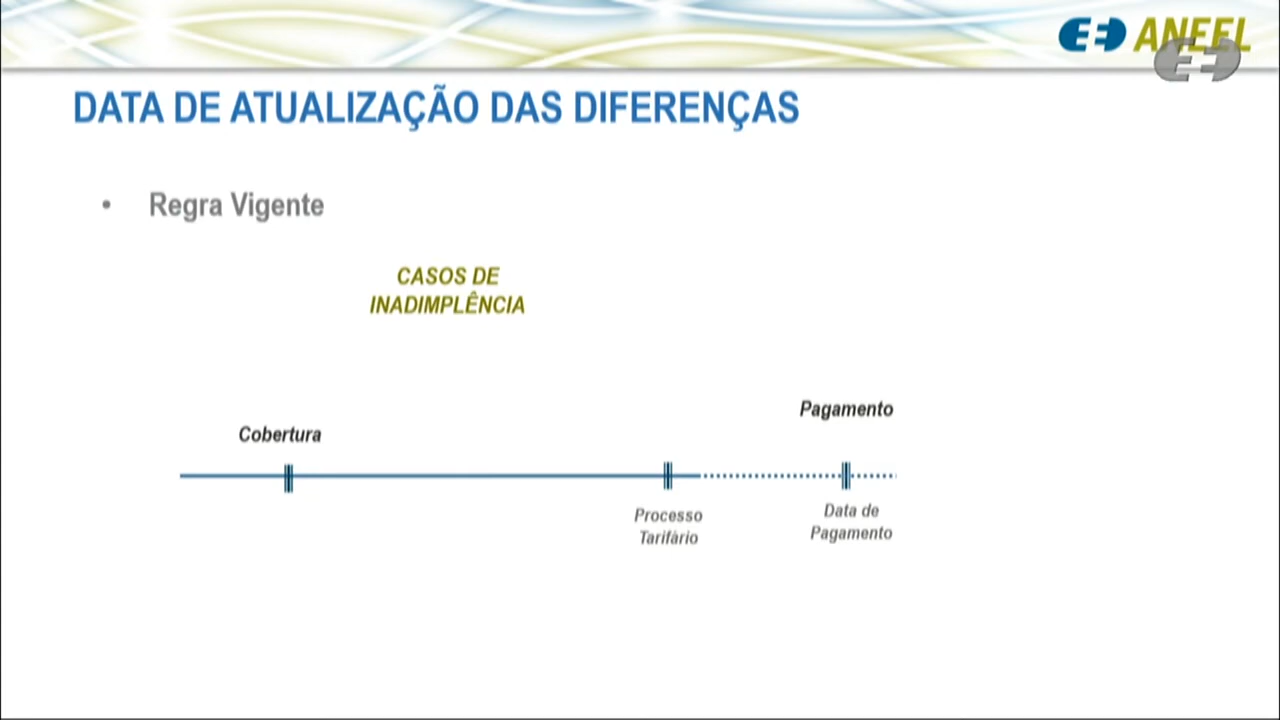 ANEEL
DATA DE ATUALIZAÇÃO DAS DIFERENÇAS
• Regra Vigente
CASOS DE
INADIMPLÊNCIA
Pagamento
Cobertura
Processo
Tarifário
Data de
Pagamento